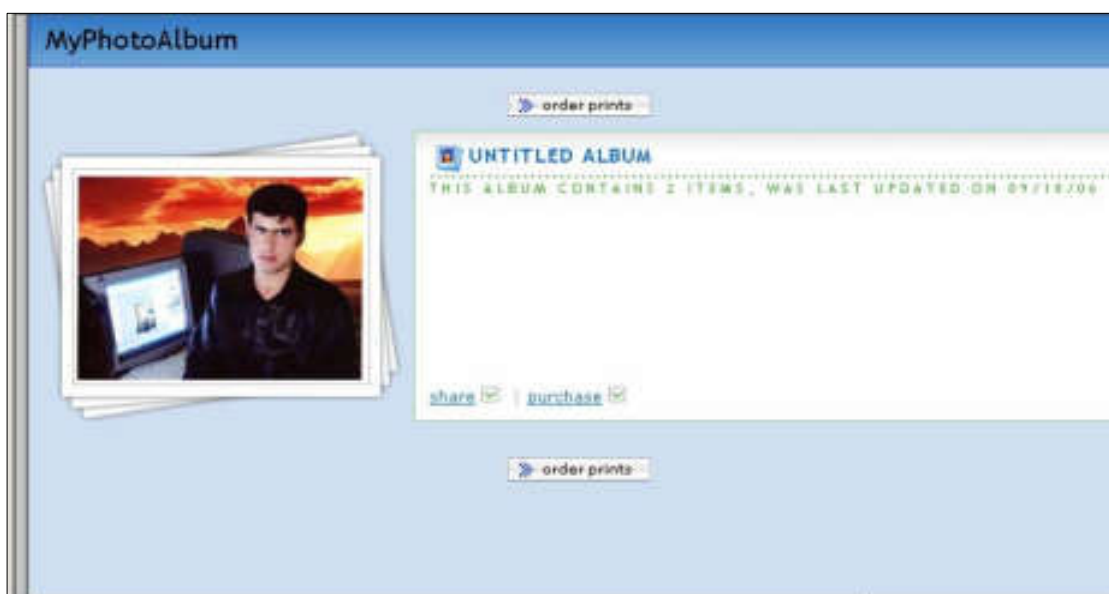 MyPhotoAlbum
order prints
UNTITLED ALBUM
THIS ALBUM CONTAINS 2 ITEMS, WAS LAST UPDATED ON 09/18/06
share | purchase
order prints